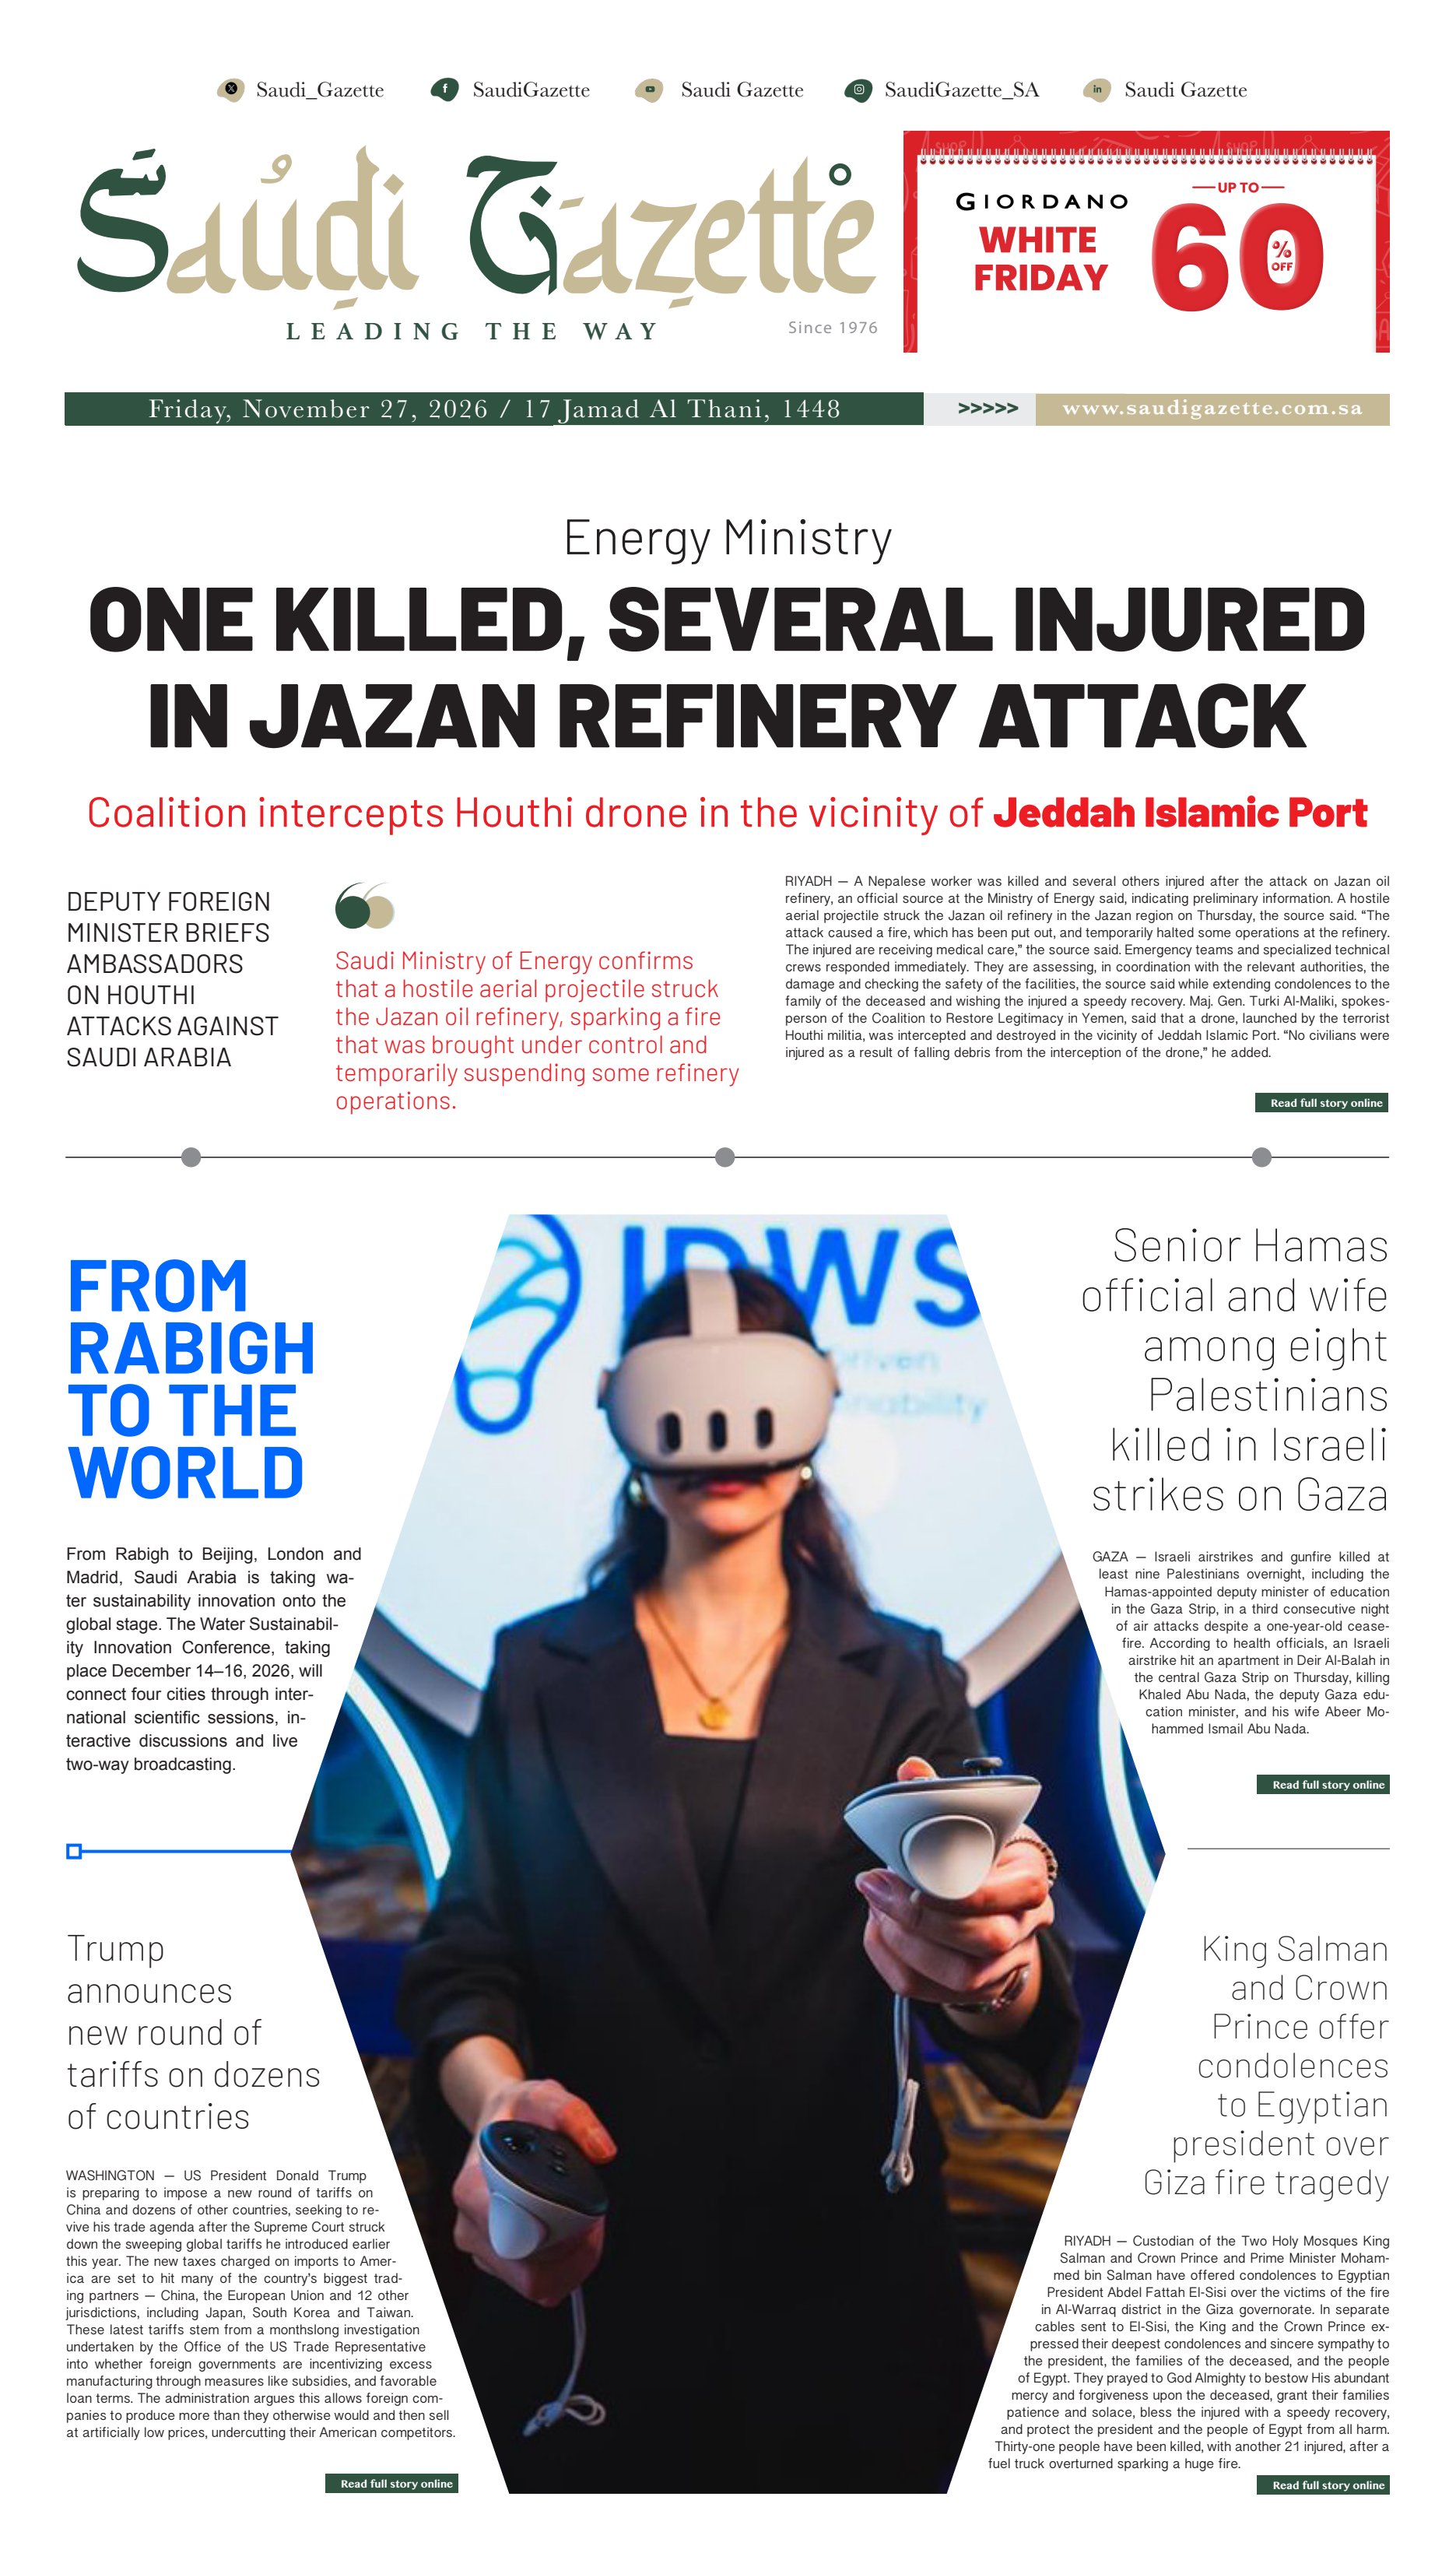 Saudi_Gazette
SaudiGazette
Saudi Gazette
SaudiGazette_SA
Saudi Gazette
Saudi Gazette
LEADING THE WAY
Since 1976
GIORDANO
WHITE
FRIDAY
UP TO
60
%
OFF
Friday, November 27, 2026 / 17 Jamad Al Thani, 1448
>>>>>
www.saudigazette.com.sa
Energy Ministry
ONE KILLED, SEVERAL INJURED
IN JAZAN REFINERY ATTACK
Coalition intercepts Houthi drone in the vicinity of Jeddah Islamic Port
DEPUTY FOREIGN
MINISTER BRIEFS
AMBASSADORS
ON HOUTHI
ATTACKS AGAINST
SAUDI ARABIA
Saudi Ministry of Energy confirms
that a hostile aerial projectile struck
the Jazan oil refinery, sparking a fire
that was brought under control and
temporarily suspending some refinery
operations.
RIYADH — A Nepalese worker was killed and several others injured after the attack on Jazan oil
refinery, an official source at the Ministry of Energy said, indicating preliminary information. A hostile
aerial projectile struck the Jazan oil refinery in the Jazan region on Thursday, the source said. “The
attack caused a fire, which has been put out, and temporarily halted some operations at the refinery.
The injured are receiving medical care,” the source said. Emergency teams and specialized technical
crews responded immediately. They are assessing, in coordination with the relevant authorities, the
damage and checking the safety of the facilities, the source said while extending condolences to the
family of the deceased and wishing the injured a speedy recovery. Maj. Gen. Turki Al-Maliki, spokes-
person of the Coalition to Restore Legitimacy in Yemen, said that a drone, launched by the terrorist
Houthi militia, was intercepted and destroyed in the vicinity of Jeddah Islamic Port. “No civilians were
injured as a result of falling debris from the interception of the drone,” he added.
Read full story online
FROM
RABIGH
TO THE
WORLD
From Rabigh to Beijing, London and
Madrid, Saudi Arabia is taking wa-
ter sustainability innovation onto the
global stage. The Water Sustainabil-
ity Innovation Conference, taking
place December 14–16, 2026, will
connect four cities through inter-
national scientific sessions, in-
teractive discussions and live
two-way broadcasting.
IDWS
Driven
Senior Hamas
official and wife
among eight
Palestinians
killed in Israeli
strikes on Gaza
GAZA — Israeli airstrikes and gunfire killed at
least nine Palestinians overnight, including the
Hamas-appointed deputy minister of education
in the Gaza Strip, in a third consecutive night
of air attacks despite a one-year-old cease-
fire. According to health officials, an Israeli
airstrike hit an apartment in Deir Al-Balah in
the central Gaza Strip on Thursday, killing
Khaled Abu Nada, the deputy Gaza edu-
cation minister, and his wife Abeer Mo-
hammed Ismail Abu Nada.
Read full story online
Trump
announces
new round of
tariffs on dozens
of countries
WASHINGTON — US President Donald Trump
is preparing to impose a new round of tariffs on
China and dozens of other countries, seeking to re-
vive his trade agenda after the Supreme Court struck
down the sweeping global tariffs he introduced earlier
this year. The new taxes charged on imports to Amer-
ica are set to hit many of the country’s biggest trad-
ing partners — China, the European Union and 12 other
jurisdictions, including Japan, South Korea and Taiwan.
These latest tariffs stem from a monthslong investigation
undertaken by the Office of the US Trade Representative
into whether foreign governments are incentivizing excess
manufacturing through measures like subsidies, and favorable
loan terms. The administration argues this allows foreign com-
panies to produce more than they otherwise would and then sell
at artificially low prices, undercutting their American competitors.
Read full story online
King Salman
and Crown
Prince offer
condolences
to Egyptian
president over
Giza fire tragedy
RIYADH — Custodian of the Two Holy Mosques King
Salman and Crown Prince and Prime Minister Moham-
med bin Salman have offered condolences to Egyptian
President Abdel Fattah El-Sisi over the victims of the fire
in Al-Warraq district in the Giza governorate. In separate
cables sent to El-Sisi, the King and the Crown Prince ex-
pressed their deepest condolences and sincere sympathy to
the president, the families of the deceased, and the people
of Egypt. They prayed to God Almighty to bestow His abundant
mercy and forgiveness upon the deceased, grant their families
patience and solace, bless the injured with a speedy recovery,
and protect the president and the people of Egypt from all harm.
Thirty-one people have been killed, with another 21 injured, after a
fuel truck overturned sparking a huge fire.
Read full story online